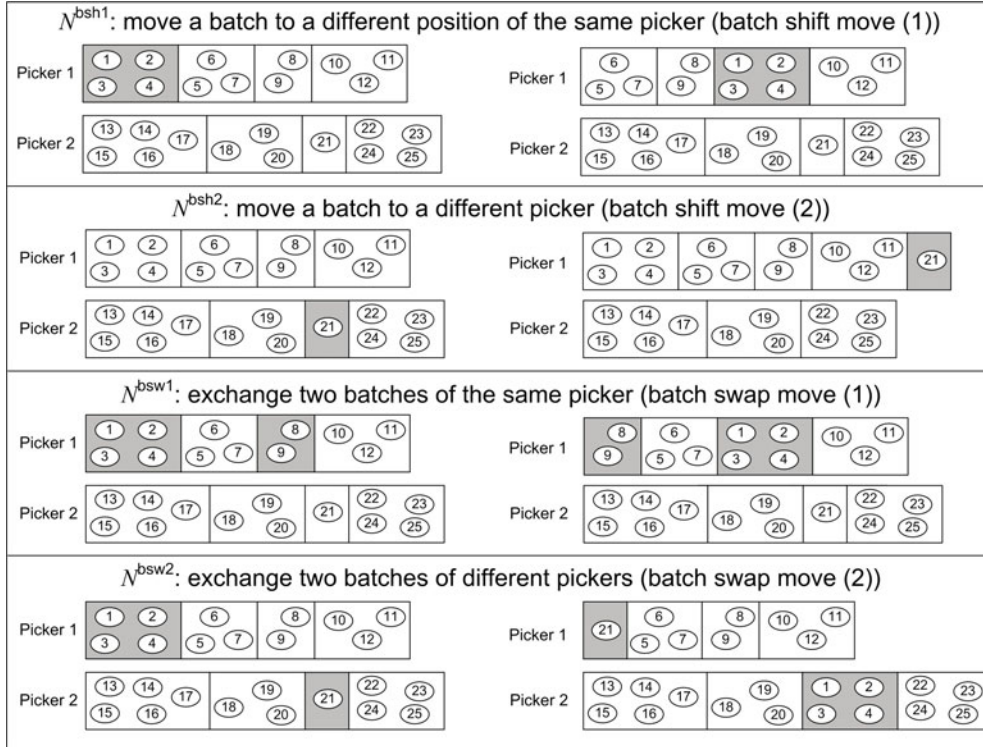 N^bsh1: move a batch to a different position of the same picker (batch shift move (1))
Picker 1 1 2 3 4 6 5 7 8 9 10 11 12
Picker 1 6 5 7 8 9 1 2 3 4 10 11 12
Picker 2 13 14 17 15 16 19 18 20 21 22 23 24 25
Picker 2 13 14 17 15 16 19 18 20 21 22 23 24 25
N^bsh2: move a batch to a different picker (batch shift move (2))
Picker 1 1 2 3 4 6 5 7 8 9 10 11 12
Picker 1 1 2 3 4 6 5 7 8 9 10 11 12 21
Picker 2 13 14 17 15 16 19 18 20 21 22 23 24 25
Picker 2 13 14 17 15 16 19 18 20 22 23 24 25
N^bsw1: exchange two batches of the same picker (batch swap move (1))
Picker 1 1 2 3 4 6 5 7 8 9 10 11 12
Picker 1 8 9 6 5 7 1 2 3 4 10 11 12
Picker 2 13 14 17 15 16 19 18 20 21 22 23 24 25
Picker 2 13 14 17 15 16 19 18 20 21 22 23 24 25
N^bsw2: exchange two batches of different pickers (batch swap move (2))
Picker 1 1 2 3 4 6 5 7 8 9 10 11 12
Picker 1 21 6 5 7 8 9 10 11 12
Picker 2 13 14 17 15 16 19 18 20 21 22 23 24 25
Picker 2 13 14 17 15 16 19 18 20 1 2 3 4 22 23 24 25